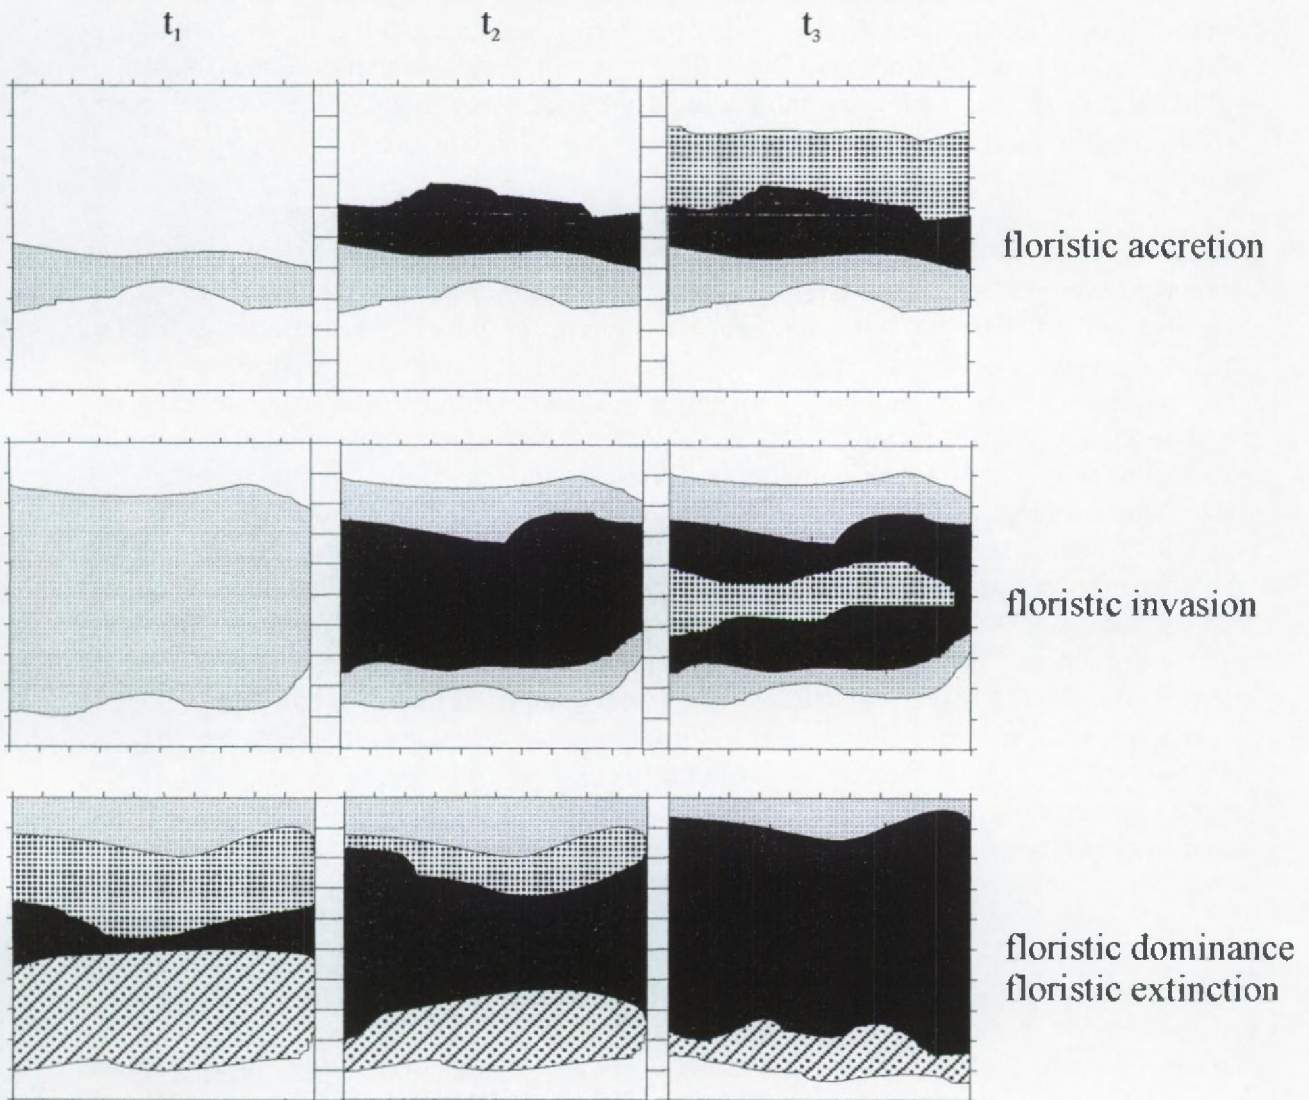 t₁ t₂ t₃
floristic accretion
floristic invasion
floristic dominance
floristic extinction